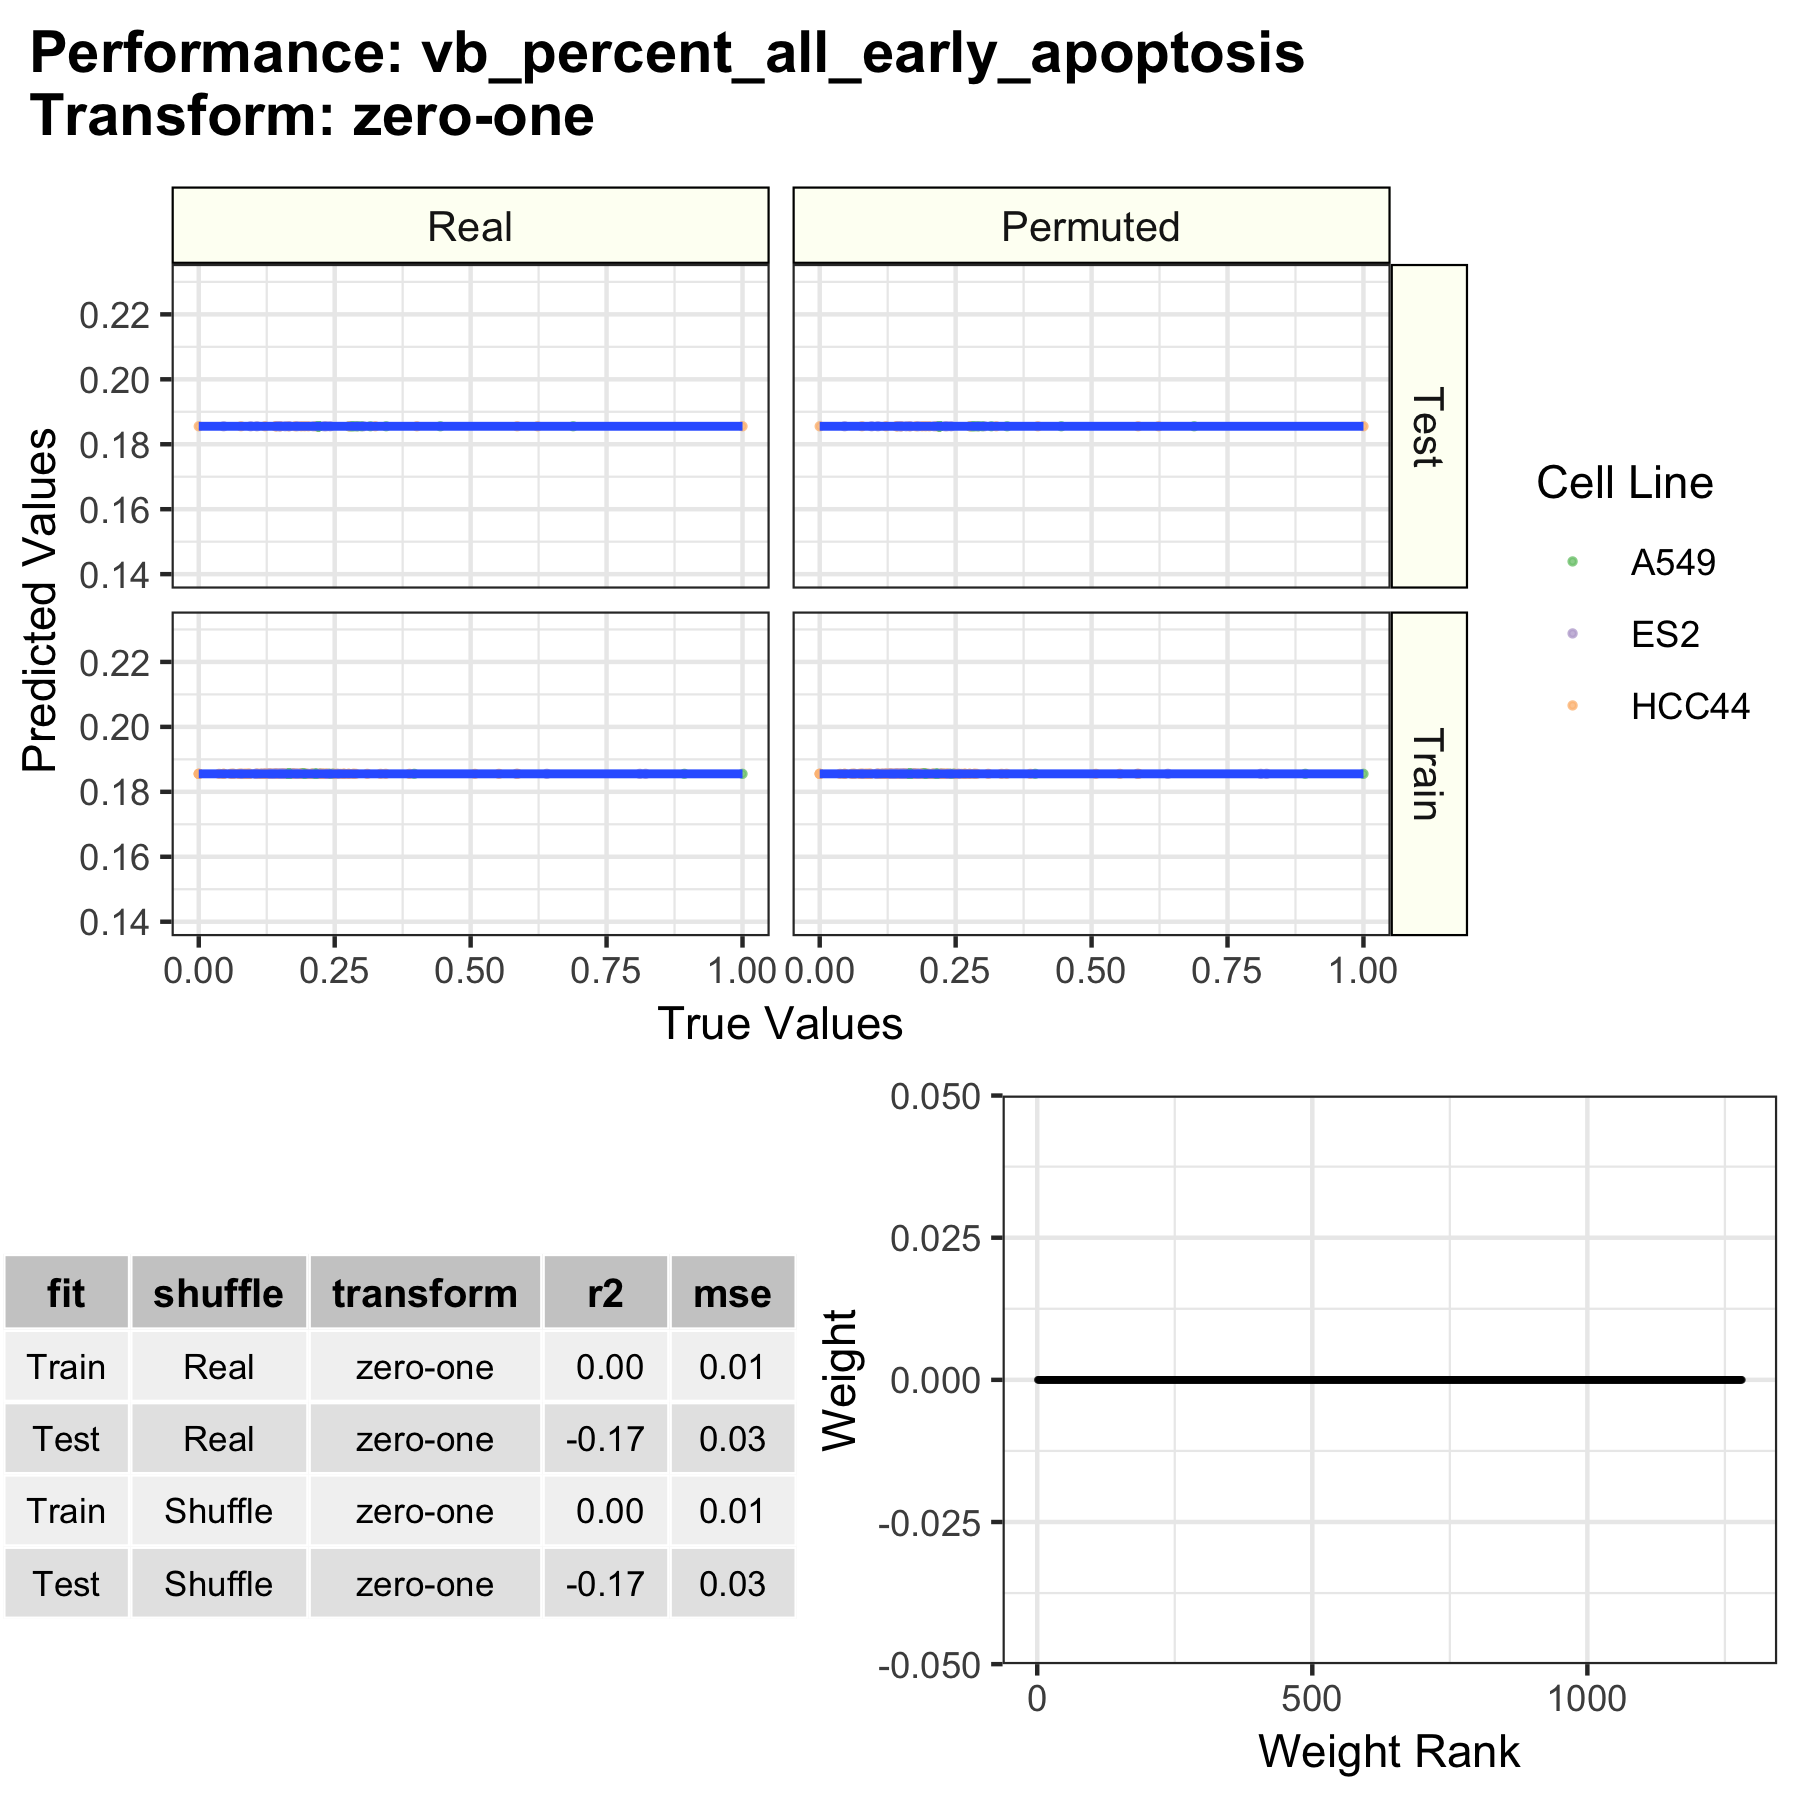 Performance: vb_percent_all_early_apoptosis
Transform: zero-one
Real
Permuted
0.22
0.20
0.18
0.16
0.14
Test
0.22
0.20
0.18
0.16
0.14
Train
Predicted Values
0.00 0.25 0.50 0.75 1.00
0.00 0.25 0.50 0.75 1.00
True Values
Cell Line
A549
ES2
HCC44
fit shuffle transform r2 mse
Train Real zero-one 0.00 0.01
Test Real zero-one -0.17 0.03
Train Shuffle zero-one 0.00 0.01
Test Shuffle zero-one -0.17 0.03
0.050
0.025
0.000
-0.025
-0.050
Weight
0 500 1000
Weight Rank